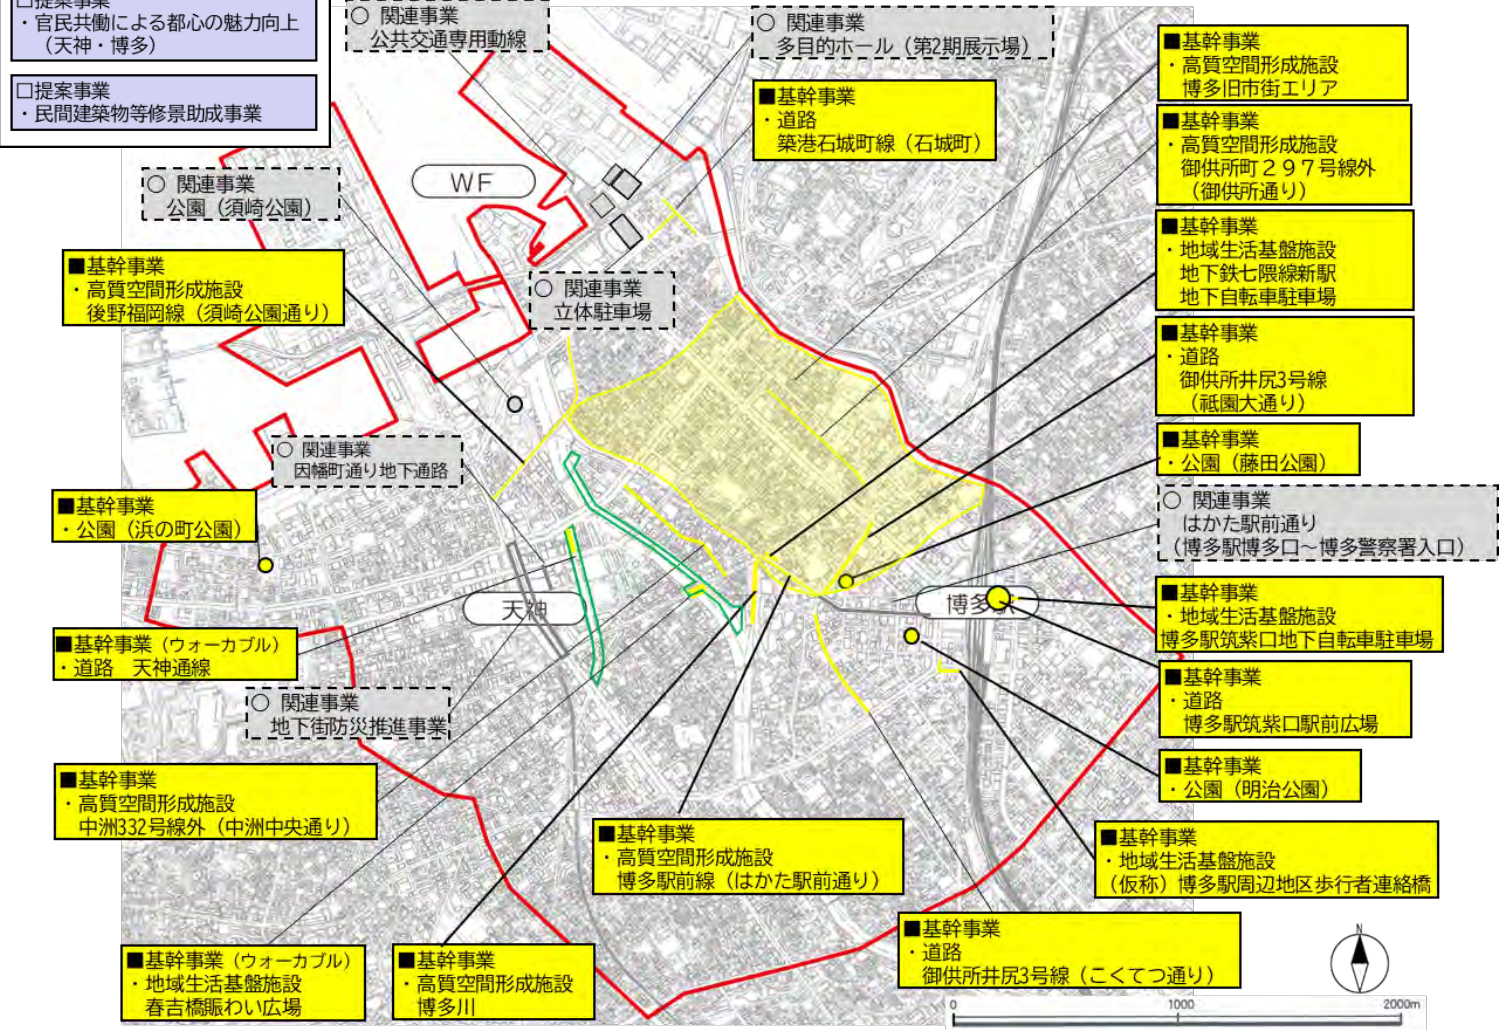 □提案事業
・官民共働による都心の魅力向上
（天神・博多）
□提案事業
・民間建築物等修景助成事業
○ 関連事業
公共交通専用動線
○ 関連事業
多目的ホール（第2期展示場）
■基幹事業
・道路
築港石城町線（石城町）
■基幹事業
・高質空間形成施設
博多旧市街エリア
■基幹事業
・高質空間形成施設
御供所町２９７号線外
（御供所通り）
■基幹事業
・地域生活基盤施設
地下鉄七隈線新駅
地下自転車駐車場
■基幹事業
・道路
御供所井尻3号線
（祇園大通り）
■基幹事業
・公園（藤田公園）
○ 関連事業
はかた駅前通り
（博多駅博多口～博多警察署入口）
■基幹事業
・地域生活基盤施設
博多駅筑紫口地下自転車駐車場
■基幹事業
・道路
博多駅筑紫口駅前広場
■基幹事業
・公園（明治公園）
■基幹事業
・地域生活基盤施設
（仮称）博多駅周辺地区歩行者連絡橋
■基幹事業
・道路
御供所井尻3号線（こくてつ通り）
○ 関連事業
公園（須崎公園）
WF
■基幹事業
・高質空間形成施設
後野福岡線（須崎公園通り）
○ 関連事業
立体駐車場
○ 関連事業
因幡町通り地下通路
■基幹事業
・公園（浜の町公園）
天神
博多駅
■基幹事業（ウォーカブル）
・道路　天神通線
○ 関連事業
地下街防災推進事業
■基幹事業
・高質空間形成施設
中洲332号線外（中洲中央通り）
■基幹事業
・高質空間形成施設
博多駅前線（はかた駅前通り）
■基幹事業（ウォーカブル）
・地域生活基盤施設
春吉橋賑わい広場
■基幹事業
・高質空間形成施設
博多川
N
0 1000 2000m